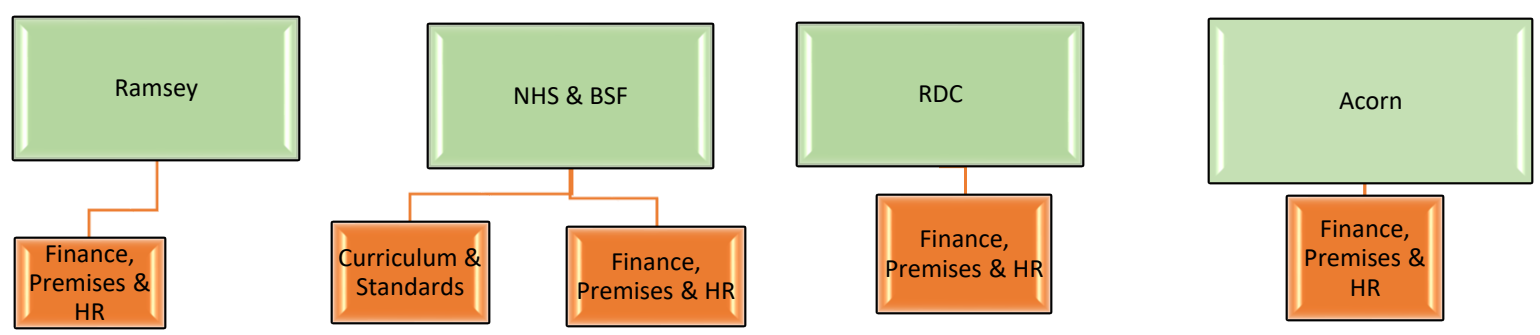 Ramsey
NHS & BSF
RDC
Acorn
Finance,
Premises &
HR
Curriculum &
Standards
Finance,
Premises & HR
Finance,
Premises & HR
Finance,
Premises &
HR